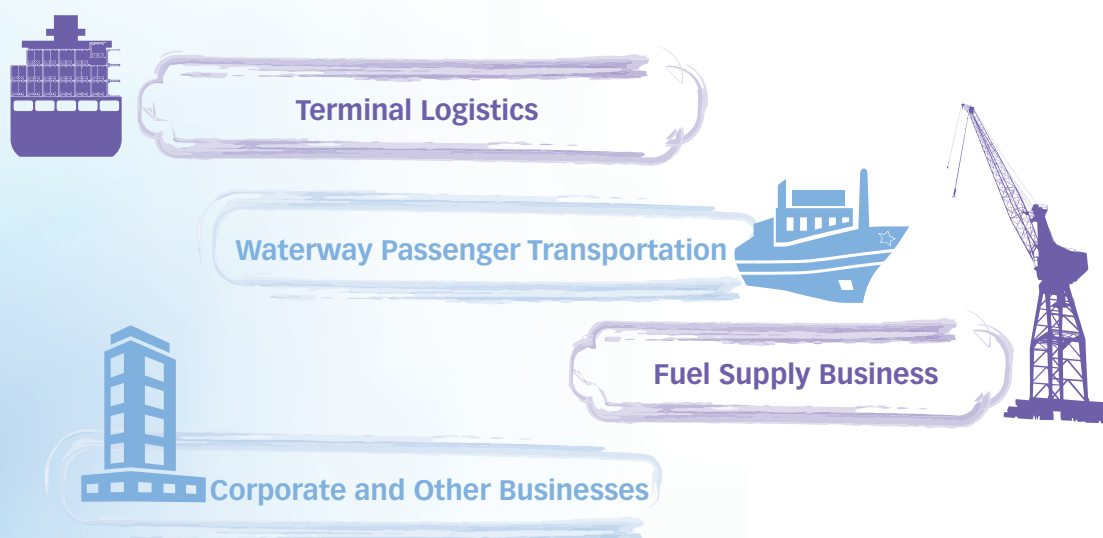 Terminal Logistics
Waterway Passenger Transportation
Fuel Supply Business
Corporate and Other Businesses